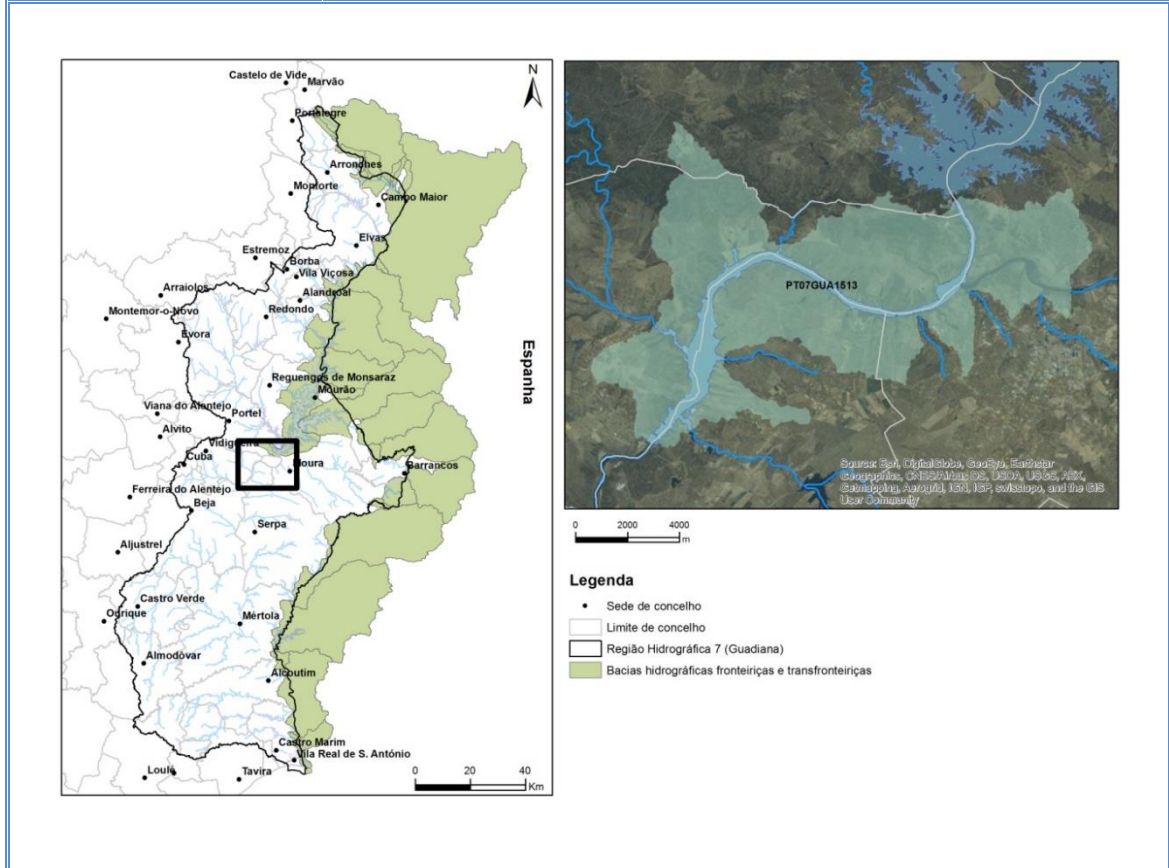 Castelo de Vide
Marvão
Portalegre
Arronches
Monforte
Campo Maior
Elvas
Estremoz
Borba
Vila Viçosa
Arraiolos
Alandroal
Montemor-o-Novo
Redondo
Évora
Espanha
Reguengos de Monsaraz
Mourão
Viana do Alentejo
Portel
Alvito
Vidigueira
Cuba
Moura
Barrancos
Ferreira do Alentejo
Beja
Serpa
Aljustrel
Castro Verde
Ourique
Mértola
Almodôvar
Alcoutim
Castro Marim
Vila Real de S. António
Loulé
Tavira
N
0 20 40
Km
PT07GUA1513
Source: Esri, DigitalGlobe, GeoEye, Earthstar
Geographics, CNES/Airbus DS, USDA, USGS, AEX,
Getmapping, Aerogrid, IGN, IGP, swisstopo, and the GIS
User Community
0 2000 4000
m
Legenda
Sede de concelho
Limite de concelho
Região Hidrográfica 7 (Guadiana)
Bacias hidrográficas fronteiriças e transfronteiriças